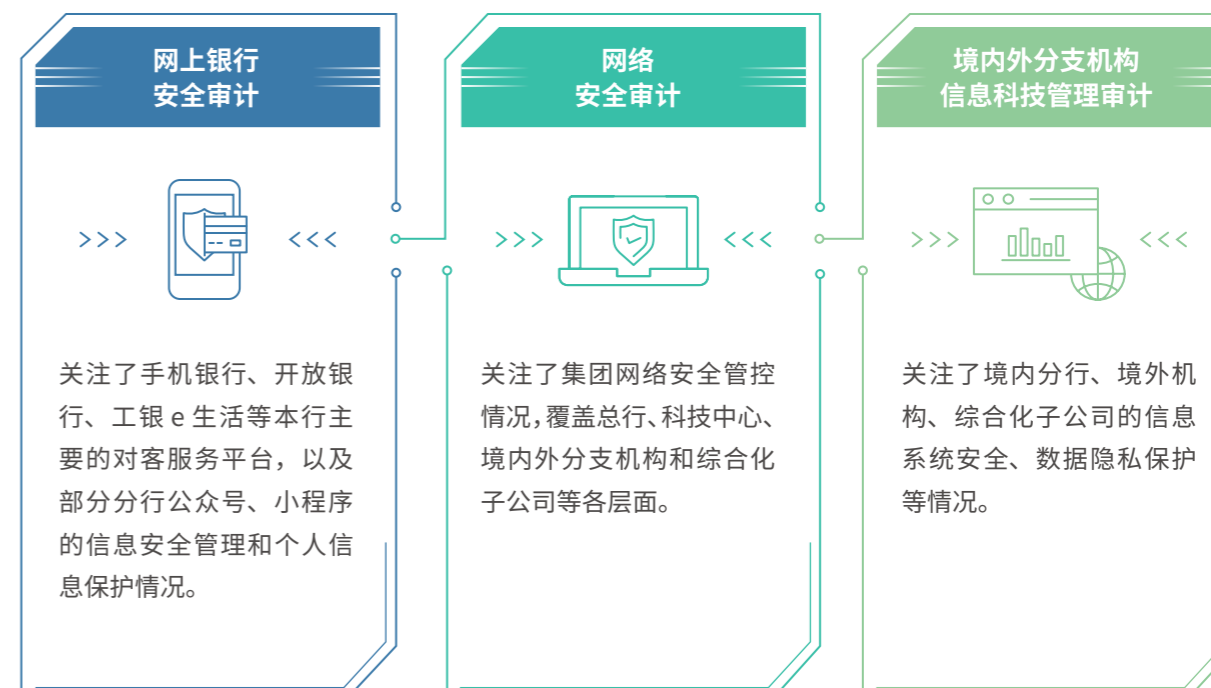 网上银行
安全审计
关注了手机银行、开放银
行、工银 e 生活等本行主
要的对客服务平台，以及
部分分行公众号、小程序
的信息安全管理和个人信
息保护情况。
网络
安全审计
关注了集团网络安全管控
情况，覆盖总行、科技中心、
境内外分支机构和综合化
子公司等各层面。
境内外分支机构
信息科技管理审计
关注了境内分行、境外机
构、综合化子公司的信息
系统安全、数据隐私保护
等情况。